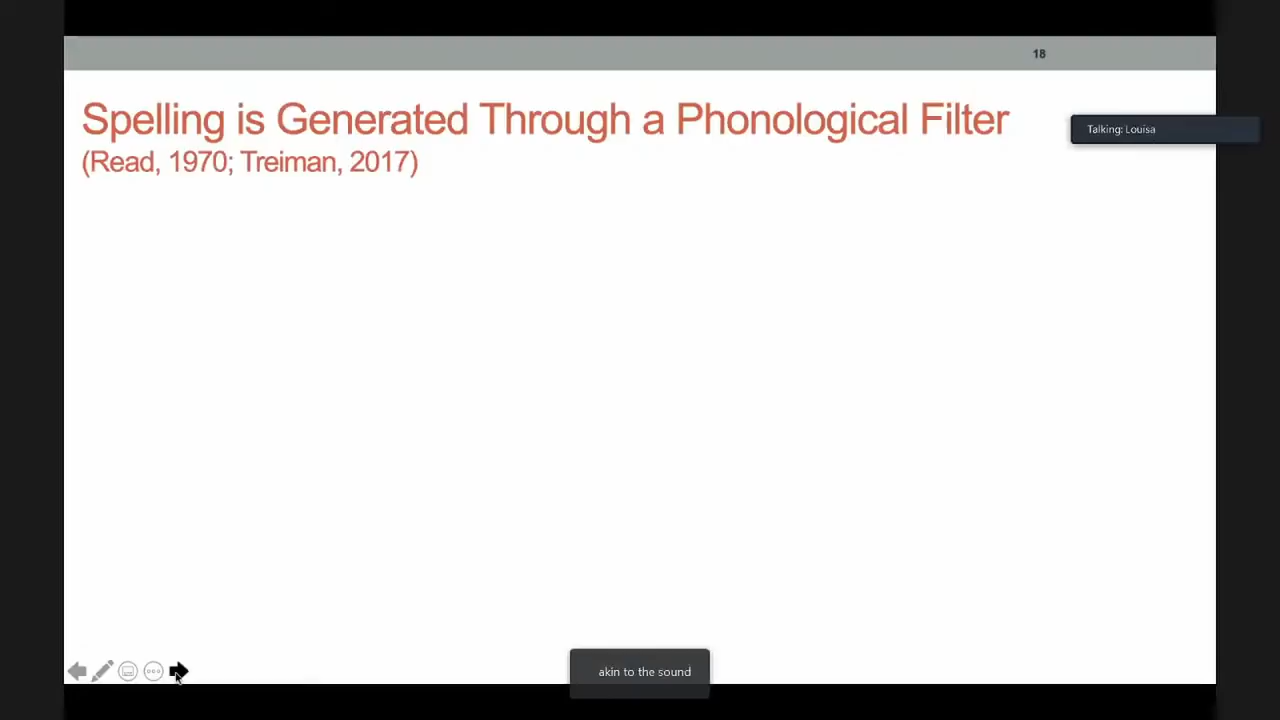 18
Spelling is Generated Through a Phonological Filter
(Read, 1970; Treiman, 2017)
Talking: Louisa
akin to the sound